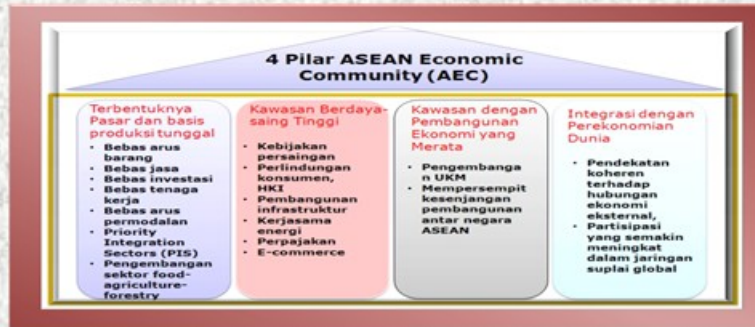 4 Pilar ASEAN Economic
Community (AEC)
Terbentuknya
Pasar dan basis
produksi tunggal
• Bebas arus
barang
• Bebas jasa
• Bebas investasi
• Bebas tenaga
kerja
• Bebas arus
permodalan
• Priority
Integration
Sectors (PIS)
• Pengembangan
sektor food-
agriculture-
forestry
Kawasan Berdaya-
saing Tinggi
• Kebijakan
persaingan
• Perlindungan
konsumen,
HKI
• Pembangunan
infrastruktur
• Kerjasama
energi
• Perpajakan
• E-commerce
Kawasan dengan
Pembangunan
Ekonomi yang
Merata
• Pengembanga
n UKM
• Mempersempit
kesenjangan
pembangunan
antar negara
ASEAN
Integrasi dengan
Perekonomian
Dunia
• Pendekatan
koheren
terhadap
hubungan
ekonomi
eksternal,
• Partisipasi
yang semakin
meningkat
dalam jaringan
suplai global